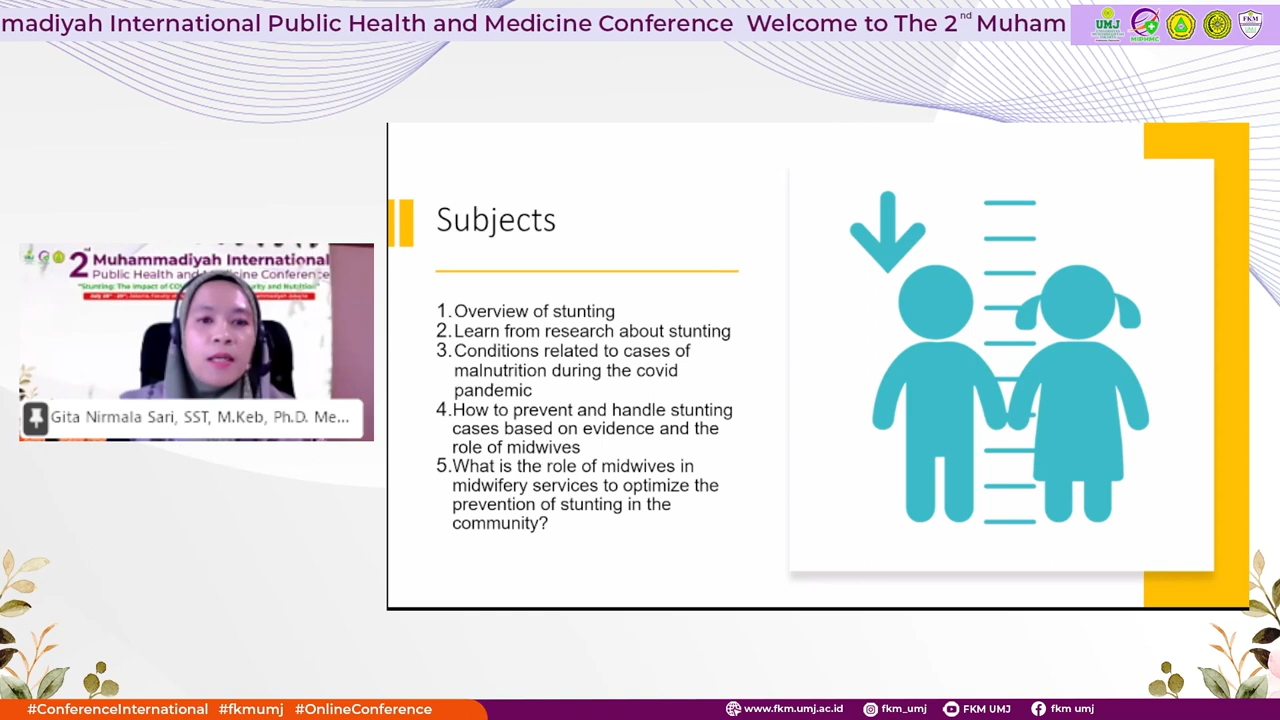 madiyah International Public Health and Medicine Conference Welcome to The 2nd Muham
UMJ
MIPHMC
FKM
2nd Muhammadiyah International
Public Health and Medicine Conference
Gita Nirmala Sari, SST, M.Keb, Ph.D. Me...
Subjects
1. Overview of stunting
2. Learn from research about stunting
3. Conditions related to cases of
malnutrition during the covid
pandemic
4. How to prevent and handle stunting
cases based on evidence and the
role of midwives
5. What is the role of midwives in
midwifery services to optimize the
prevention of stunting in the
community?
#ConferenceInternational #fkmumj #OnlineConference
www.fkm.umj.ac.id fkm_umj FKM UMJ fkm umj